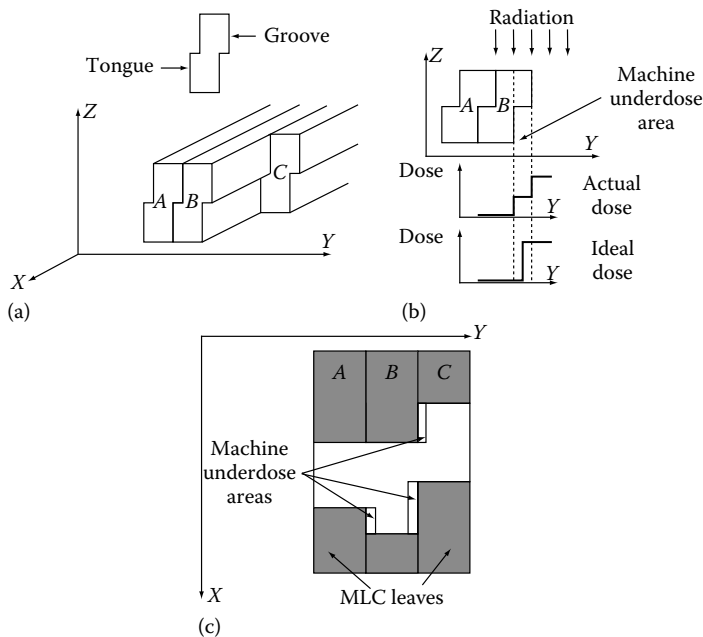 Groove
Tongue
Z
A
B
C
Y
X
(a)
Radiation
Z
A
B
Machine
underdose
area
Y
Dose
Actual
dose
Y
Dose
Ideal
dose
Y
(b)
Y
A
B
C
Machine
underdose
areas
MLC leaves
X
(c)